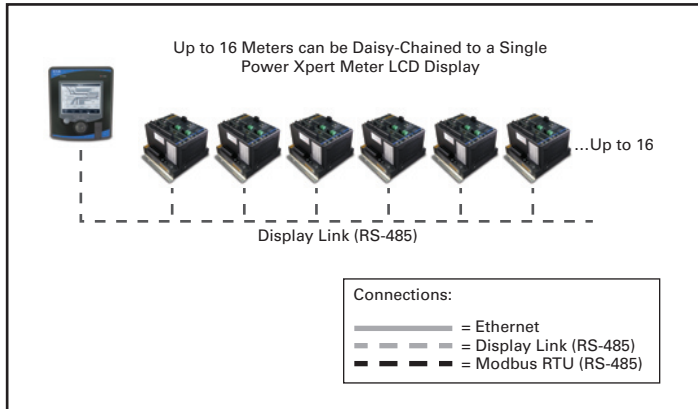 Up to 16 Meters can be Daisy-Chained to a Single
Power Xpert Meter LCD Display
...Up to 16
Display Link (RS-485)
Connections:
= Ethernet
= Display Link (RS-485)
= Modbus RTU (RS-485)